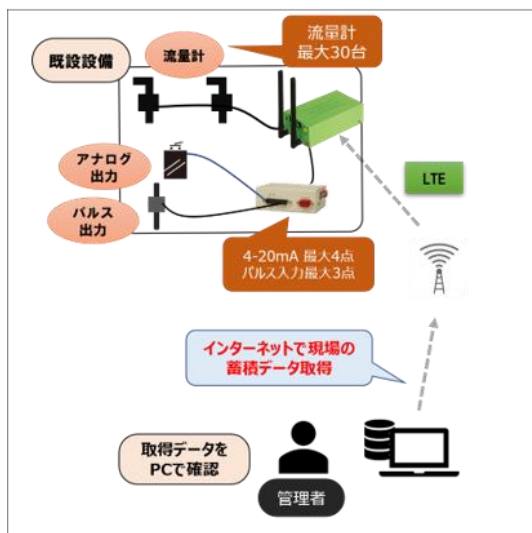 既設設備
流量計
流量計
最大30台
アナログ
出力
パルス
出力
4-20mA 最大4点
パルス入力最大3点
LTE
インターネットで現場の
蓄積データ取得
取得データを
PCで確認
管理者